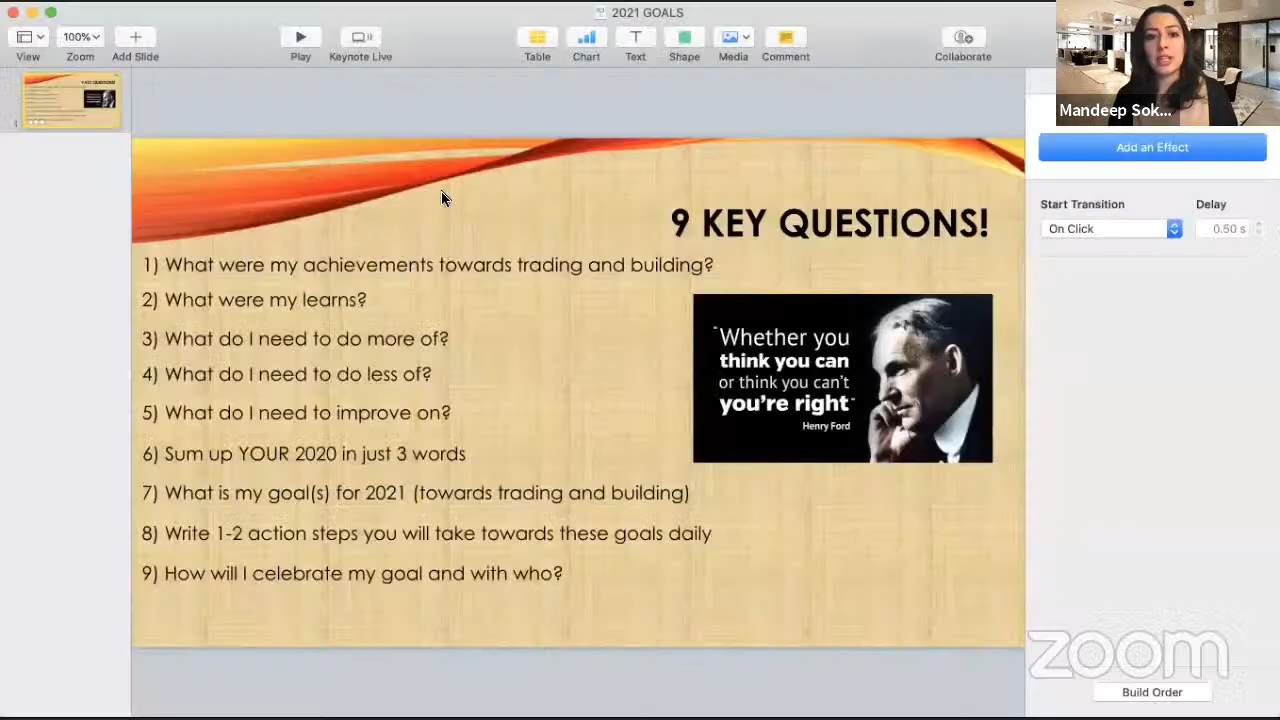 2021 GOALS
View
100%
Zoom
Add Slide
Play
Keynote Live
Table
Chart
Text
Shape
Media
Comment
Collaborate
Mandeep Sok...
Add an Effect
Start Transition
Delay
On Click
0.50 s
9 KEY QUESTIONS!
1) What were my achievements towards trading and building?
2) What were my learns?
3) What do I need to do more of?
4) What do I need to do less of?
5) What do I need to improve on?
6) Sum up YOUR 2020 in just 3 words
7) What is my goal(s) for 2021 (towards trading and building)
8) Write 1-2 action steps you will take towards these goals daily
9) How will I celebrate my goal and with who?
"Whether you
think you can
or think you can't
you're right"
Henry Ford
zoom
Build Order